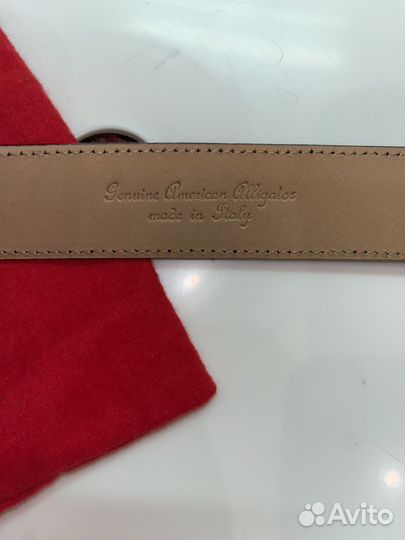 Genuine American Alligator
made in Italy
Avito